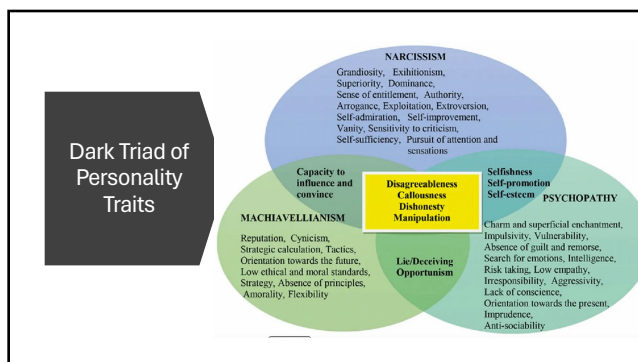 Dark Triad of
Personality
Traits
NARCISSISM
Grandiosity, Exihitionism,
Superiority, Dominance,
Sense of entitlement, Authority,
Arrogance, Exploitation, Extroversion,
Self-admiration, Self-improvement,
Vanity, Sensitivity to criticism,
Self-sufficiency, Pursuit of attention and
sensations
Capacity to
influence and
convince
Disagreeableness
Callousness
Dishonesty
Manipulation
Selfishness
Self-promotion
Self-esteem
MACHIAVELLIANISM
Reputation, Cynicism,
Strategic calculation, Tactics,
Orientation towards the future,
Low ethical and moral standards,
Strategy, Absence of principles,
Amorality, Flexibility
Lie/Deceiving
Opportunism
PSYCHOPATHY
Charm and superficial enchantment,
Impulsivity, Vulnerability,
Absence of guilt and remorse,
Search for emotions, Intelligence,
Risk taking, Low empathy,
Irresponsibility, Aggressivity,
Lack of conscience,
Orientation towards the present,
Imprudence,
Anti-sociability